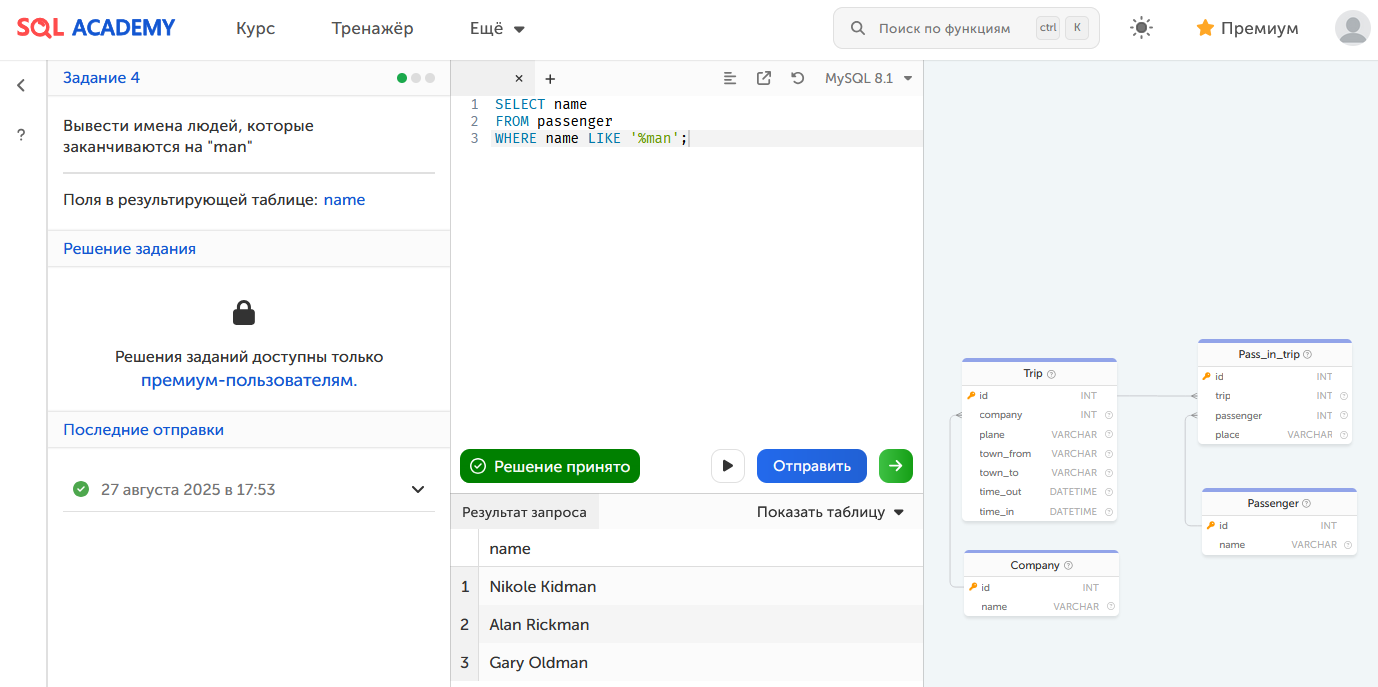 SQL ACADEMY
Курс
Тренажёр
Ещё
Поиск по функциям
ctrl
K
Премиум
?
Задание 4
Вывести имена людей, которые
заканчиваются на "man"
Поля в результирующей таблице: name
Решение задания
Решения заданий доступны только
премиум-пользователям.
Последние отправки
27 августа 2025 в 17:53
× +
MySQL 8.1
1 SELECT name
2 FROM passenger
3 WHERE name LIKE '%man';
Решение принято
Отправить
Результат запроса
Показать таблицу
name
1 Nikole Kidman
2 Alan Rickman
3 Gary Oldman
Trip ?
id INT
company INT ?
plane VARCHAR ?
town_from VARCHAR ?
town_to VARCHAR ?
time_out DATETIME ?
time_in DATETIME ?
Company ?
id INT
name VARCHAR ?
Pass_in_trip ?
id INT
trip INT ?
passenger INT ?
place VARCHAR ?
Passenger ?
id INT
name VARCHAR ?